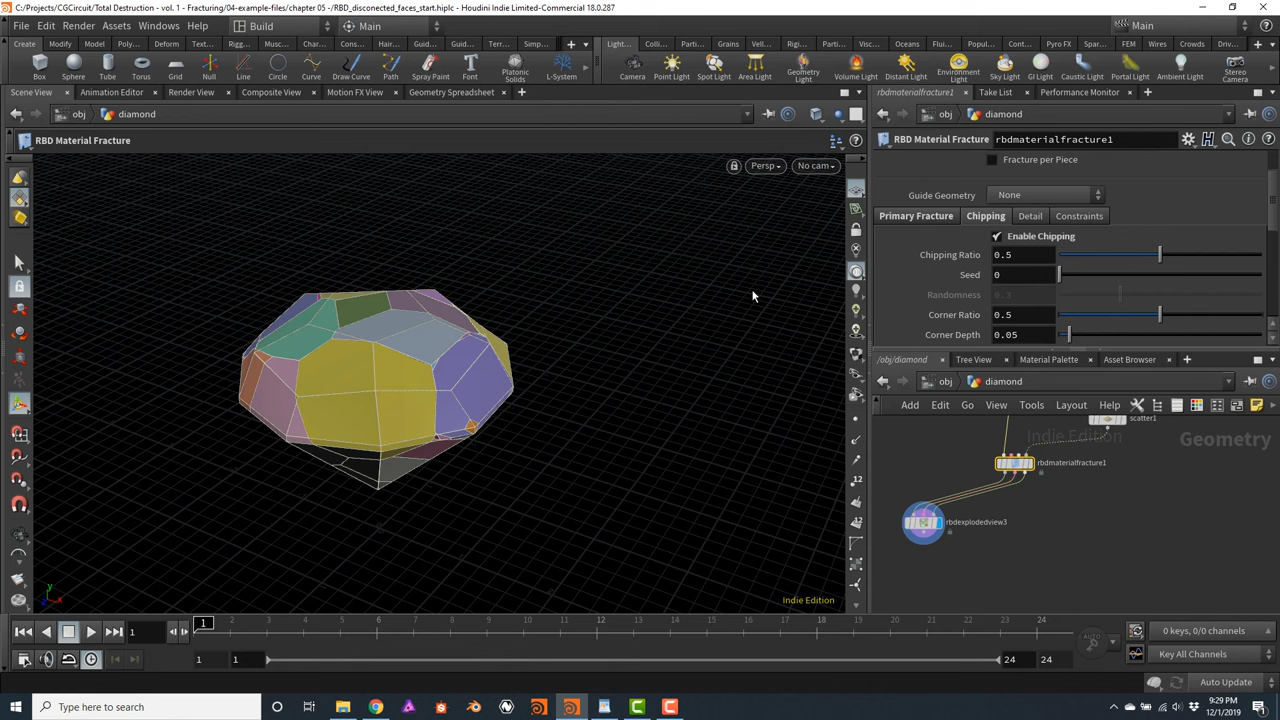 C:/Projects/CGCircuit/Total Destruction - vol. 1 - Fracturing/04-example-files/chapter 05 -/RBD_disconected_faces_start.hiplc - Houdini Indie Limited-Commercial 18.0.287
File Edit Render Assets Windows Help Build Main Main
Create Modify Model Poly... Deform Text... Rigg... Musc... Char... Cons... Hair... Guid... Guid... Terr... Simp... Light... Colli... Parti... Grains Vell... Rigi... Parti... Visc... Oceans Flui... Popul... Cont... Pyro FX Spar... FEM Wires Crowds Driv...
Box Sphere Tube Torus Grid Null Line Circle Curve Draw Curve Path Spray Paint Font Platonic Solids L-System Camera Point Light Spot Light Area Light Geometry Light Volume Light Distant Light Environment Light Sky Light GI Light Caustic Light Portal Light Ambient Light Stereo Camera
Scene View Animation Editor Render View Composite View Motion FX View Geometry Spreadsheet rbdmaterialfracture1 Take List Performance Monitor
obj diamond obj diamond
RBD Material Fracture RBD Material Fracture rbdmaterialfracture1
Persp No cam Fracture per Piece
Guide Geometry None
Primary Fracture Chipping Detail Constraints
Enable Chipping
Chipping Ratio 0.5
Seed 0
Randomness 0.3
Corner Ratio 0.5
Corner Depth 0.05
/obj/diamond Tree View Material Palette Asset Browser
obj diamond
Add Edit Go View Tools Layout Help
scatter1
Indie Edition Geometry
rbdmaterialfracture1
rbdexplodedview3
12
12
Indie Edition
1 1 2 4 6 8 10 12 14 16 18 20 22 24
AUTO KEY
0 keys, 0/0 channels
1 1 24 24 Key All Channels
Auto Update
Type here to search
9:29 PM
12/1/2019